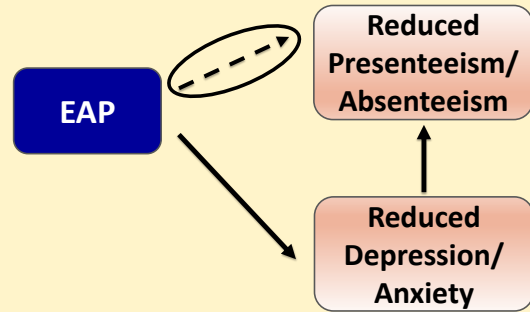 EAP
Reduced
Presenteeism/
Absenteeism
Reduced
Depression/
Anxiety